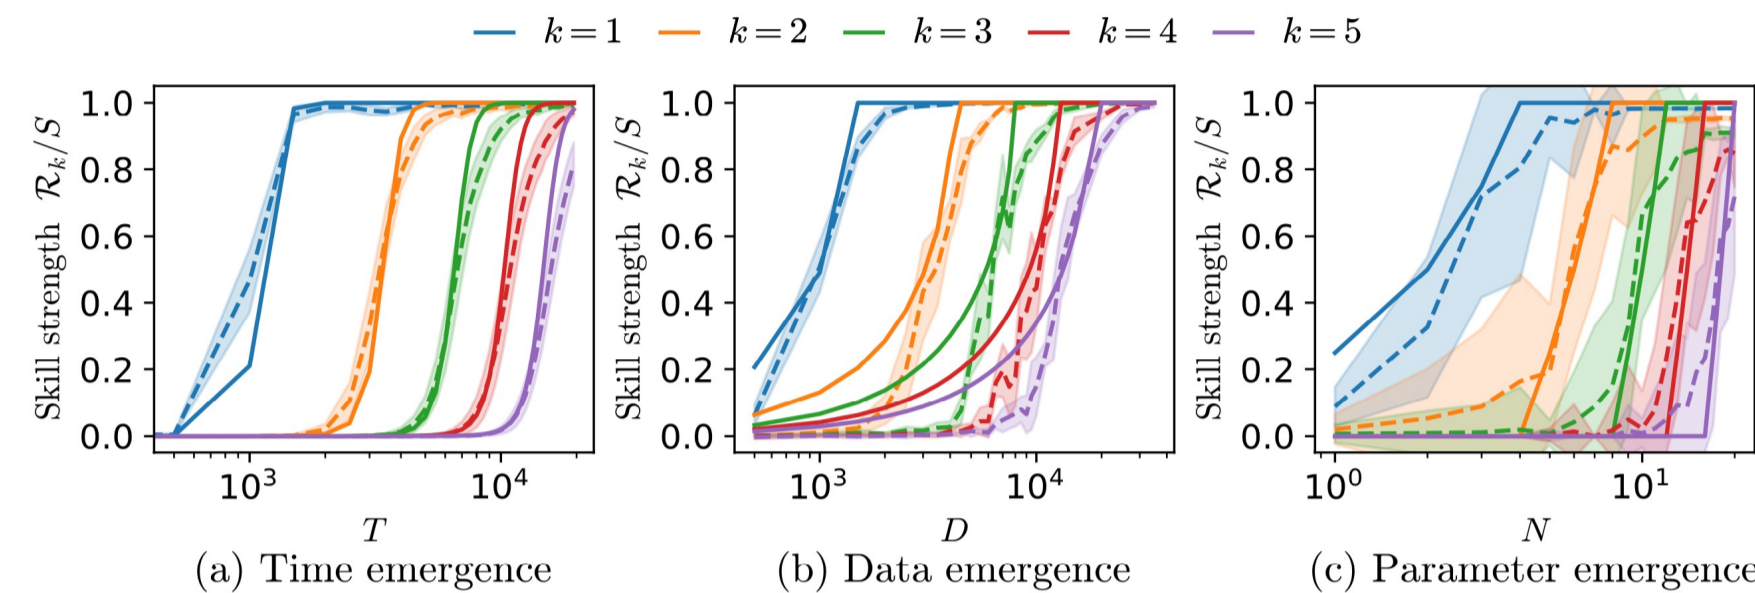 k=1 k=2 k=3 k=4 k=5
Skill strength R_k/S
1.0
0.8
0.6
0.4
0.2
0.0
10^3 10^4
T
(a) Time emergence
Skill strength R_k/S
1.0
0.8
0.6
0.4
0.2
0.0
10^3 10^4
D
(b) Data emergence
Skill strength R_k/S
1.0
0.8
0.6
0.4
0.2
0.0
10^0 10^1
N
(c) Parameter emergence